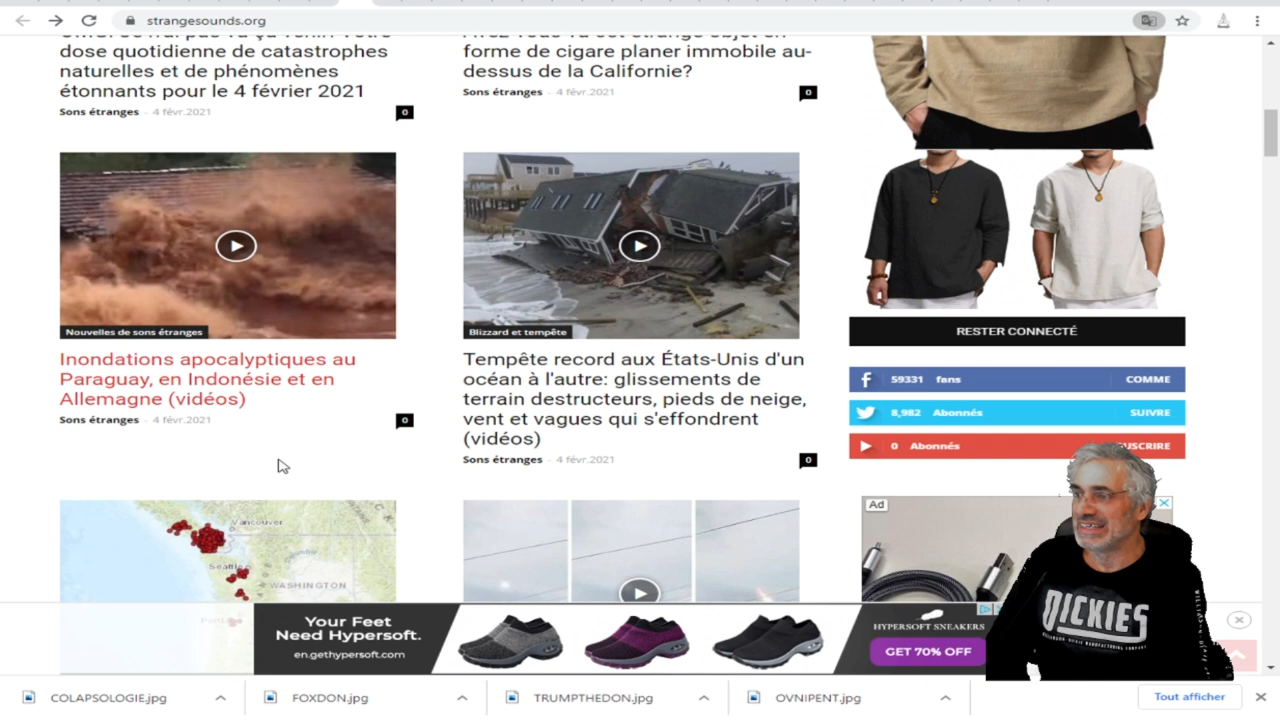 strangesounds.org
dose quotidienne de catastrophes
naturelles et de phénomènes
étonnants pour le 4 février 2021
Sons étranges - 4 févr.2021
0
forme de cigare planer immobile au-
dessus de la Californie?
Sons étranges - 4 févr.2021
0
Nouvelles de sons étranges
Inondations apocalyptiques au
Paraguay, en Indonésie et en
Allemagne (vidéos)
Sons étranges - 4 févr.2021
0
Blizzard et tempête
Tempête record aux États-Unis d'un
océan à l'autre: glissements de
terrain destructeurs, pieds de neige,
vent et vagues qui s'effondrent
(vidéos)
Sons étranges - 4 févr.2021
0
RESTER CONNECTÉ
59331 fans COMME
8,982 Abonnés SUIVRE
0 Abonnés
Ad
Vancouver
Seattle
WASHINGTON
Your Feet
Need Hypersoft.
en.gethypersoft.com
HYPERSOFT SNEAKERS
GET 70% OFF
DICKIES
COLAPSOLOGIE.jpg
FOXDON.jpg
TRUMPTHEDON.jpg
OVNIPENT.jpg
Tout afficher